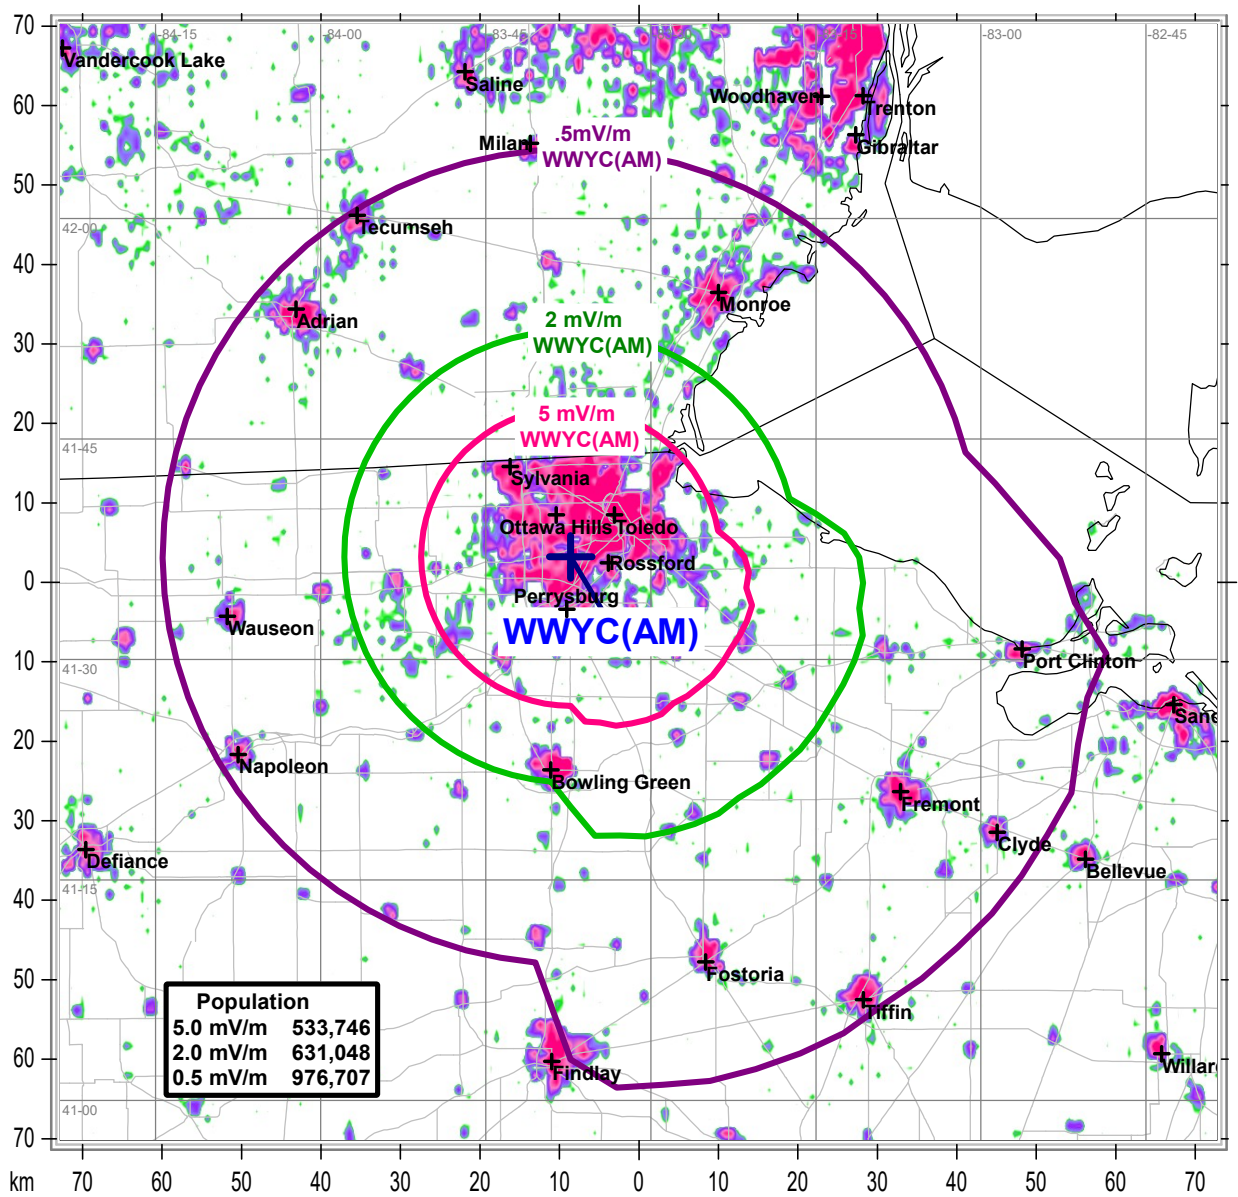 70
60
50
40
30
20
10
0
10
20
30
40
50
60
70
-84-15
-84-00
-83-45
-83-00
-82-45
Vandercook Lake
Saline
Woodhaven
Trenton
Gibraltar
Milan
.5mV/m
WWYC(AM)
42-00
Tecumseh
Monroe
Adrian
2 mV/m
WWYC(AM)
5 mV/m
WWYC(AM)
41-45
Sylvania
Ottawa Hills
Toledo
Rossford
Perrysburg
WWYC(AM)
Wauseon
Port Clinton
41-30
Sand
Napoleon
Bowling Green
Fremont
Clyde
Defiance
Bellevue
41-15
Fostoria
Tiffin
Population
5.0 mV/m 533,746
2.0 mV/m 631,048
0.5 mV/m 976,707
Findlay
Willar
41-00
km 70 60 50 40 30 20 10 0 10 20 30 40 50 60 70